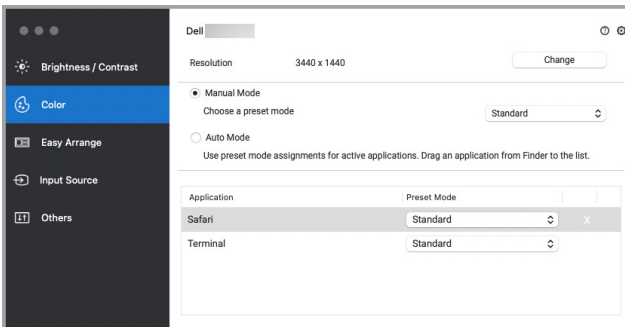 Dell
Resolution 3440 x 1440 Change
Brightness / Contrast
Color
Easy Arrange
Input Source
Others
Manual Mode
Choose a preset mode Standard
Auto Mode
Use preset mode assignments for active applications. Drag an application from Finder to the list.
Application Preset Mode
Safari Standard X
Terminal Standard